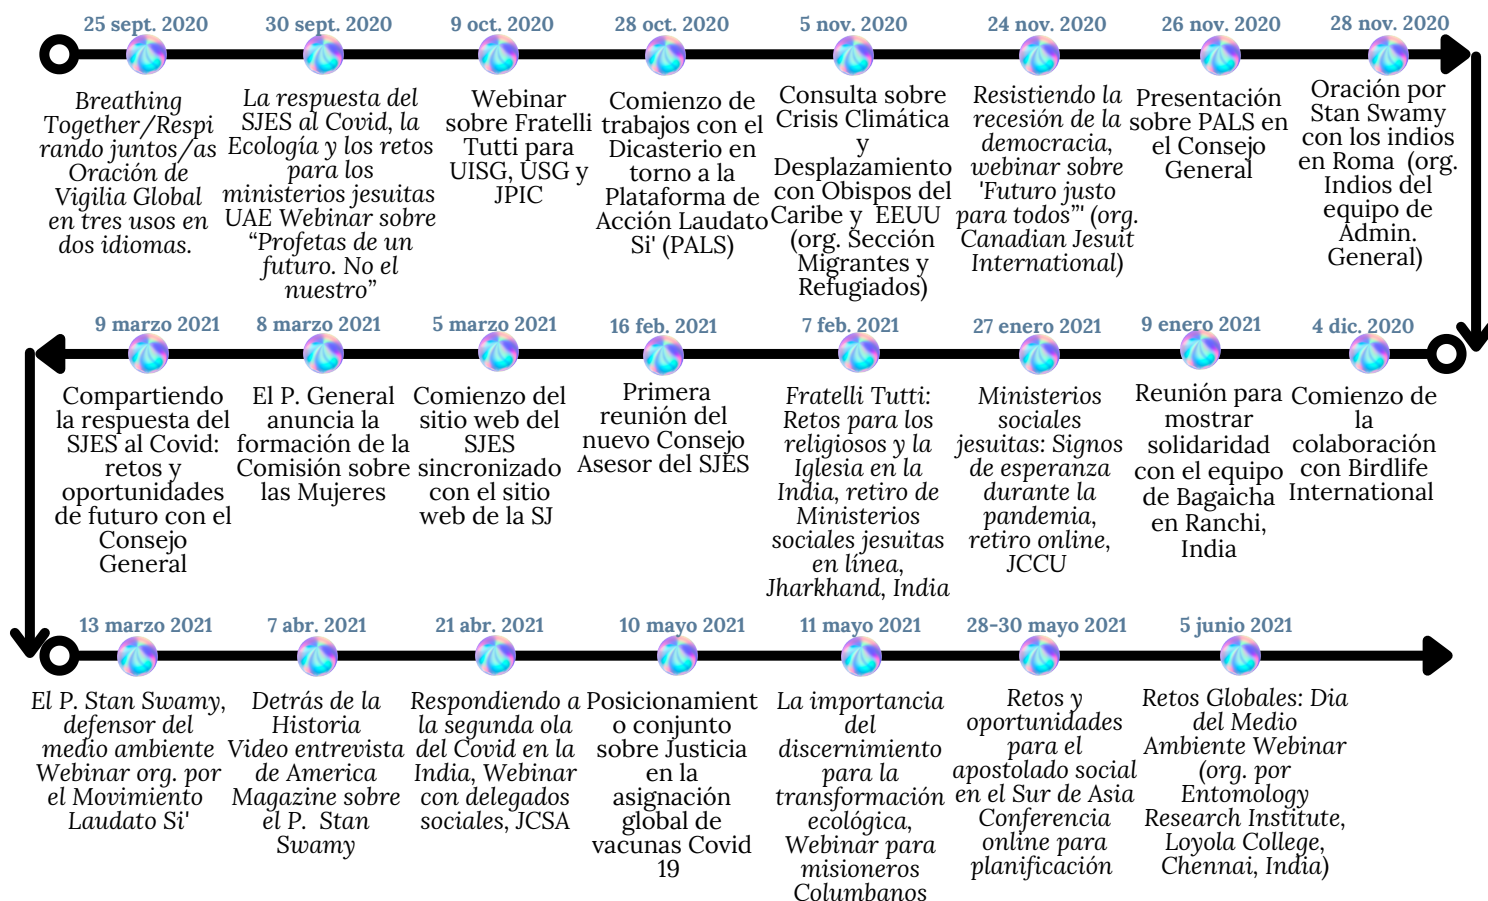 25 sept. 2020
Breathing
Together/Respi
rando juntos/as
Oración de
Vigilia Global
en tres usos en
dos idiomas.
30 sept. 2020
La respuesta del
SJES al Covid, la
Ecología y los retos
para los
ministerios jesuitas
UAE Webinar sobre
“Profetas de un
futuro. No el
nuestro”
9 oct. 2020
Webinar
sobre Fratelli
Tutti para
UISG, USG y
JPIC
28 oct. 2020
Comienzo de
trabajos con el
Dicasterio en
torno a la
Plataforma de
Acción Laudato
Si' (PALS)
5 nov. 2020
Consulta sobre
Crisis Climática
y
Desplazamiento
con Obispos del
Caribe y EEUU
(org. Sección
Migrantes y
Refugiados)
24 nov. 2020
Resistiendo la
recesión de la
democracia,
webinar sobre
'Futuro justo
para todos”' (org.
Canadian Jesuit
International)
26 nov. 2020
Presentación
sobre PALS en
el Consejo
General
28 nov. 2020
Oración por
Stan Swamy
con los indios
en Roma (org.
Indios del
equipo de
Admin.
General)
9 marzo 2021
Compartiendo
la respuesta del
SJES al Covid:
retos y
oportunidades
de futuro con el
Consejo
General
8 marzo 2021
El P. General
anuncia la
formación de la
Comisión sobre
las Mujeres
5 marzo 2021
Comienzo del
sitio web del
SJES
sincronizado
con el sitio
web de la SJ
16 feb. 2021
Primera
reunión del
nuevo Consejo
Asesor del SJES
7 feb. 2021
Fratelli Tutti:
Retos para los
religiosos y la
Iglesia en la
India, retiro de
Ministerios
sociales jesuitas
en línea,
Jharkhand, India
27 enero 2021
Ministerios
sociales
jesuitas: Signos
de esperanza
durante la
pandemia,
retiro online,
JCCU
9 enero 2021
Reunión para
mostrar
solidaridad
con el equipo
de Bagaicha
en Ranchi,
India
4 dic. 2020
Comienzo de
la
colaboración
con Birdlife
International
13 marzo 2021
El P. Stan Swamy,
defensor del
medio ambiente
Webinar org. por
el Movimiento
Laudato Si'
7 abr. 2021
Detrás de la
Historia
Video entrevista
de America
Magazine sobre
el P. Stan
Swamy
21 abr. 2021
Respondiendo a
la segunda ola
del Covid en la
India, Webinar
con delegados
sociales, JCSA
10 mayo 2021
Posicionamient
o conjunto
sobre Justicia
en la
asignación
global de
vacunas Covid
19
11 mayo 2021
La importancia
del
discernimiento
para la
transformación
ecológica,
Webinar para
misioneros
Columbanos
28-30 mayo 2021
Retos y
oportunidades
para el
apostolado social
en el Sur de Asia
Conferencia
online para
planificación
5 junio 2021
Retos Globales: Dia
del Medio
Ambiente Webinar
(org. por
Entomology
Research Institute,
Loyola College,
Chennai, India)